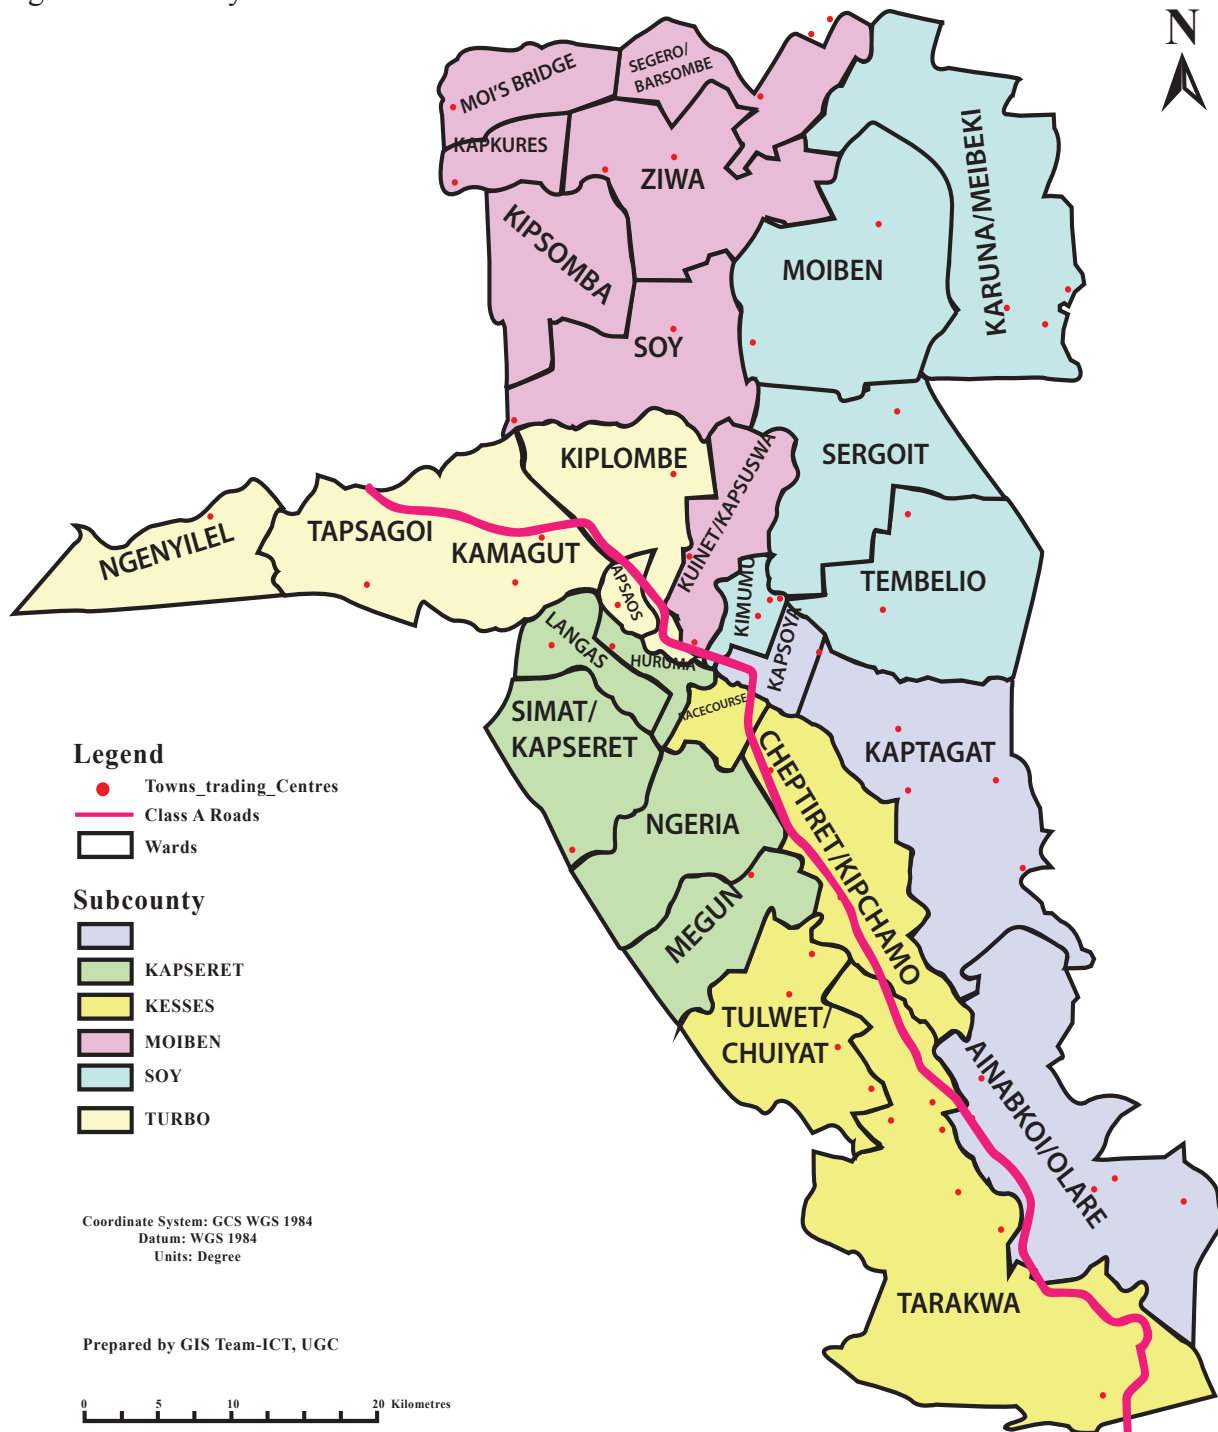 N
MOI'S BRIDGE
SEGERO/
BARSOMBE
KAPKURES
ZIWA
KIPSOMBA
KARUNA/MEIBEKI
MOIBEN
SOY
KIPLOMBE
KUINET/KAPSUSWA
SERGOIT
NGENYILEL
TAPSAGOI
KAMAGUT
APSAOS
KIMUMU
TEMBELIO
LANGAS
HURUMA
KAPSOYA
SIMAT/
KAPSERET
RACECOURSE
CHEPTIRET/KIPCHAMO
KAPTAGAT
NGERIA
MEGUN
TULWET/
CHUIYAT
AINABKOI/OLARE
TARAKWA
Legend
Towns_trading_Centres
Class A Roads
Wards
Subcounty
KAPSERET
KESSES
MOIBEN
SOY
TURBO
Coordinate System: GCS WGS 1984
Datum: WGS 1984
Units: Degree
Prepared by GIS Team-ICT, UGC
0 5 10 20 Kilometres